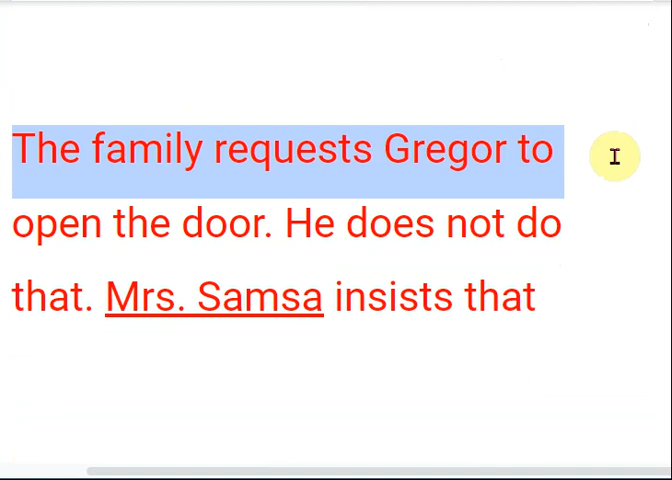 The family requests Gregor to
open the door. He does not do
that. Mrs. Samsa insists that